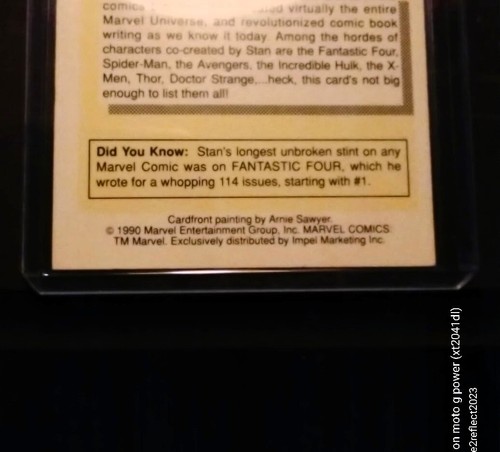 comics virtually the entire
Marvel Universe, and revolutionized comic book
writing as we know it today. Among the hordes of
characters co-created by Stan are the Fantastic Four,
Spider-Man, the Avengers, the Incredible Hulk, the X-
Men, Thor, Doctor Strange,...heck, this card's not big
enough to list them all!
Did You Know: Stan's longest unbroken stint on any
Marvel Comic was on FANTASTIC FOUR, which he
wrote for a whopping 114 issues, starting with #1.
Cardfront painting by Arnie Sawyer.
© 1990 Marvel Entertainment Group, Inc. MARVEL COMICS.
TM Marvel. Exclusively distributed by Impel Marketing Inc.
on moto g power (xt2041dl)
e2reflect2023